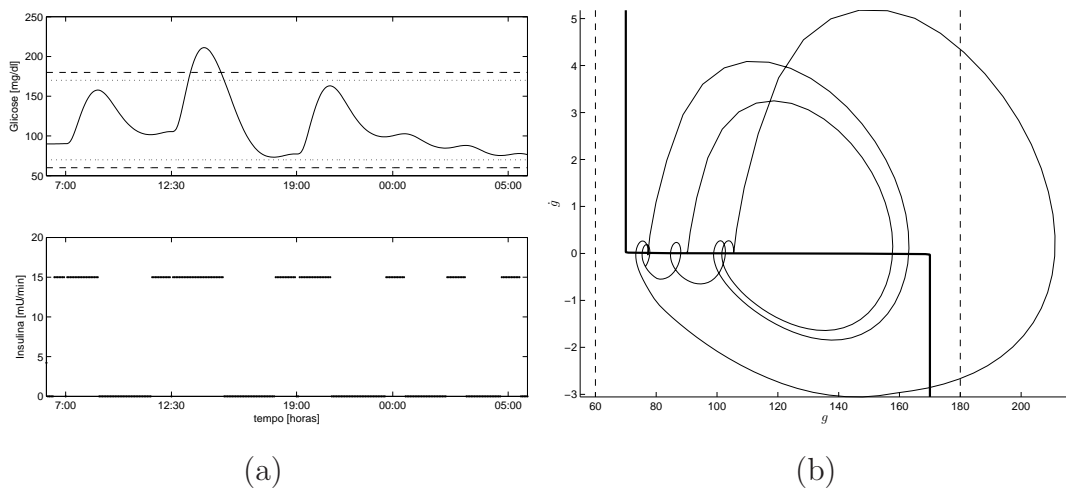 250
200
150
100
50
Glicose [mg/dl]
7:00 12:30 19:00 00:00 05:00
20
15
10
5
0
Insulina [mU/min]
7:00 12:30 19:00 00:00 05:00
tempo [horas]
(a)
5
4
3
2
1
0
−1
−2
−3
ġ
60 80 100 120 140 160 180 200
g
(b)